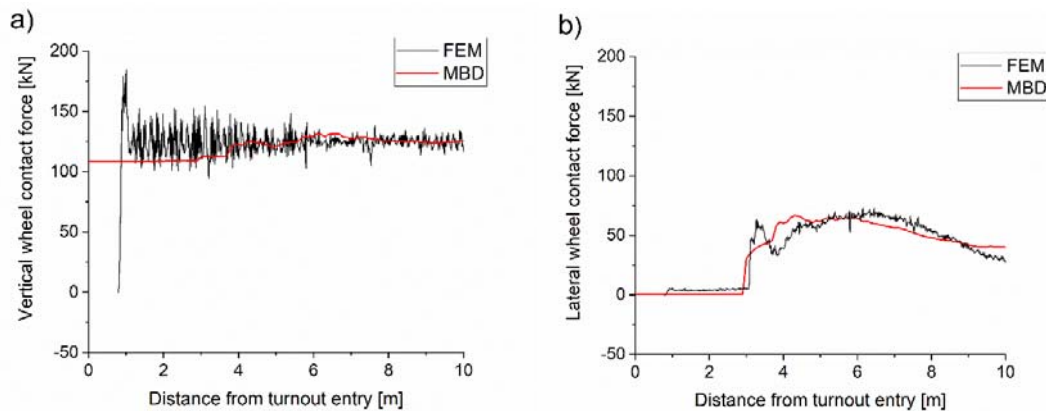 a)
FEM
MBD
200
150
100
50
0
-50
Vertical wheel contact force [kN]
0 2 4 6 8 10
Distance from turnout entry [m]
b)
FEM
MBD
200
150
100
50
0
-50
Lateral wheel contact force [kN]
0 2 4 6 8 10
Distance from turnout entry [m]